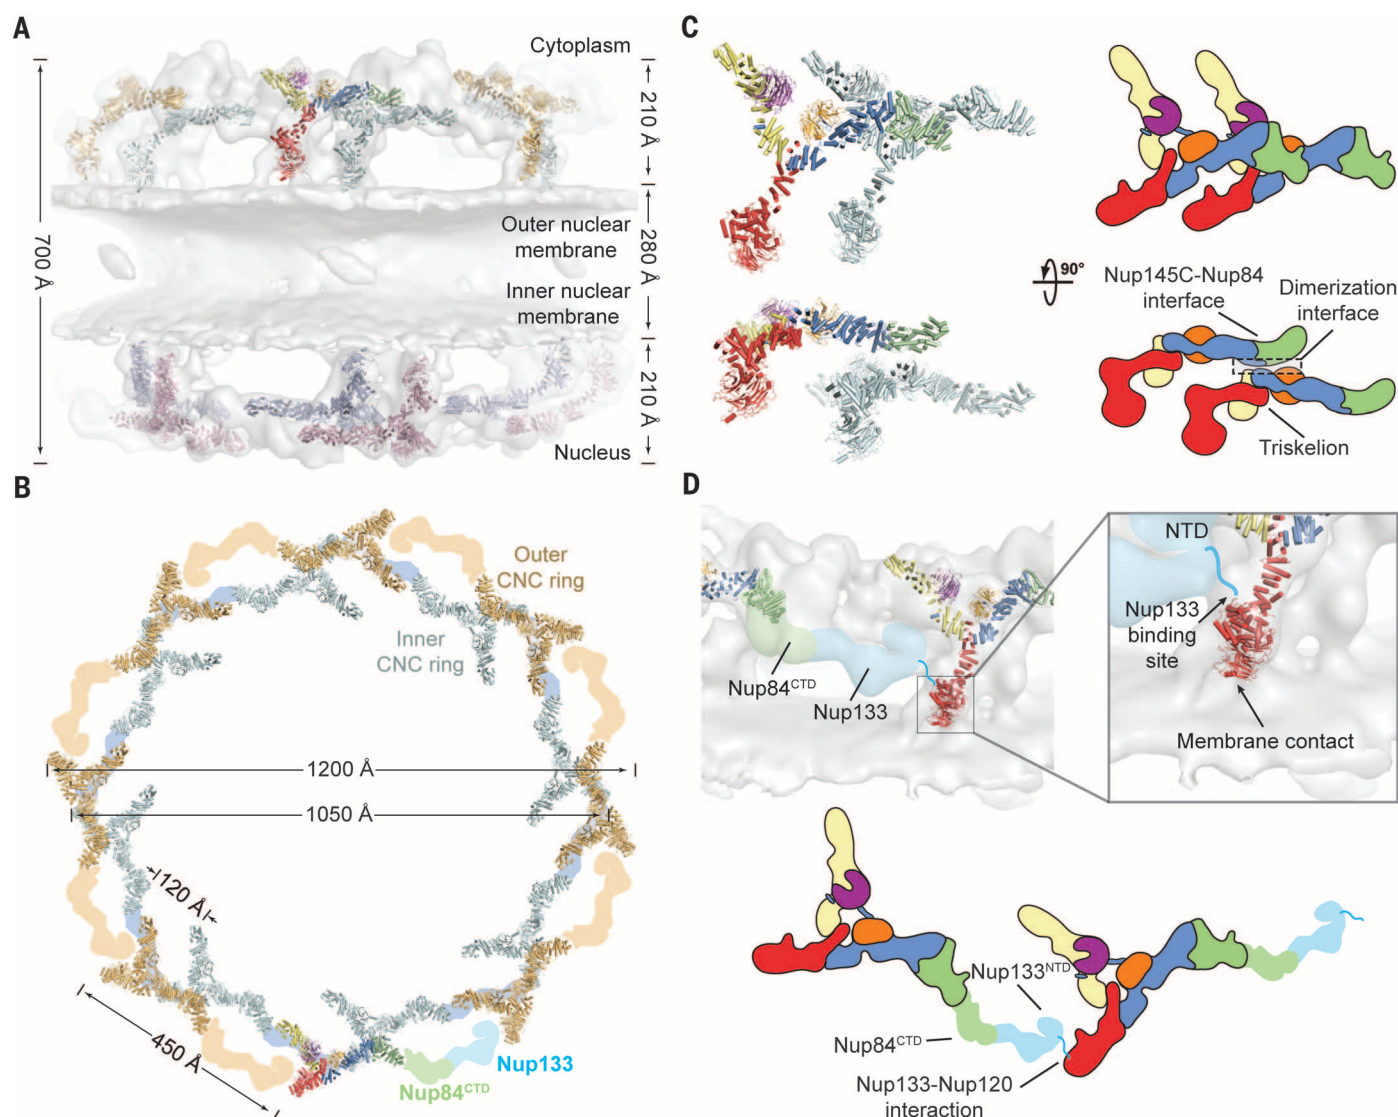 A
Cytoplasm
700 Å
210 Å
Outer nuclear
membrane
280 Å
Inner nuclear
membrane
210 Å
Nucleus
B
Outer
CNC ring
Inner
CNC ring
1200 Å
1050 Å
120 Å
450 Å
Nup133
Nup84CTD
C
90°
Nup145C-Nup84
interface
Dimerization
interface
Triskelion
D
Nup84CTD
Nup133
NTD
Nup133
binding
site
Membrane contact
Nup133NTD
Nup84CTD
Nup133-Nup120
interaction